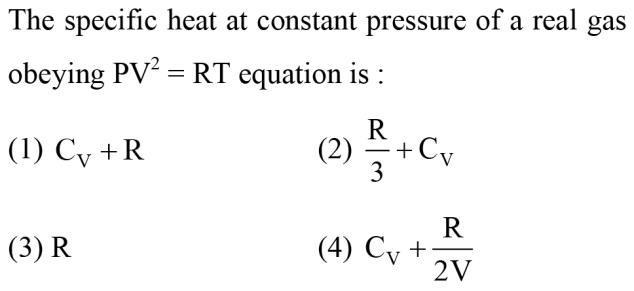 The specific heat at constant pressure of a real gas
obeying PV² = RT equation is :
(1) C_V + R (2) R/3 + C_V
(3) R (4) C_V + R/2V